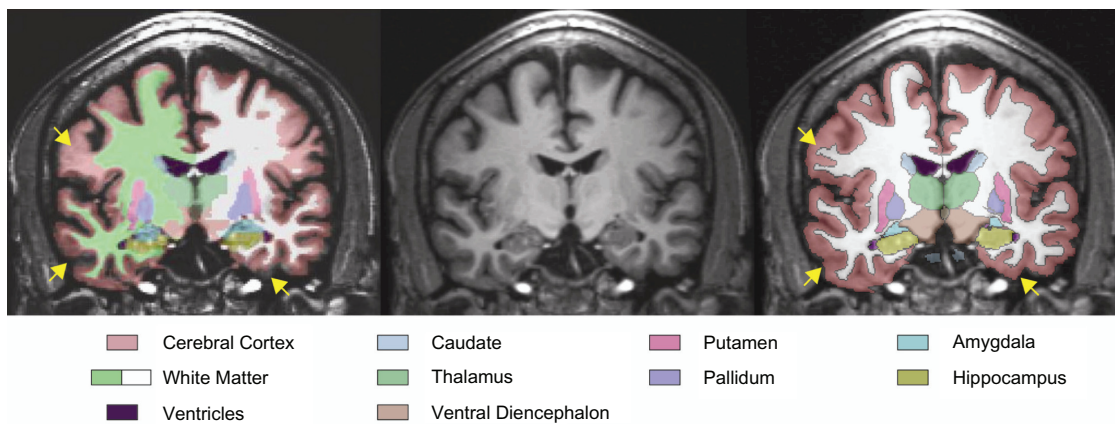 Cerebral Cortex Caudate Putamen Amygdala
White Matter Thalamus Pallidum Hippocampus
Ventricles Ventral Diencephalon